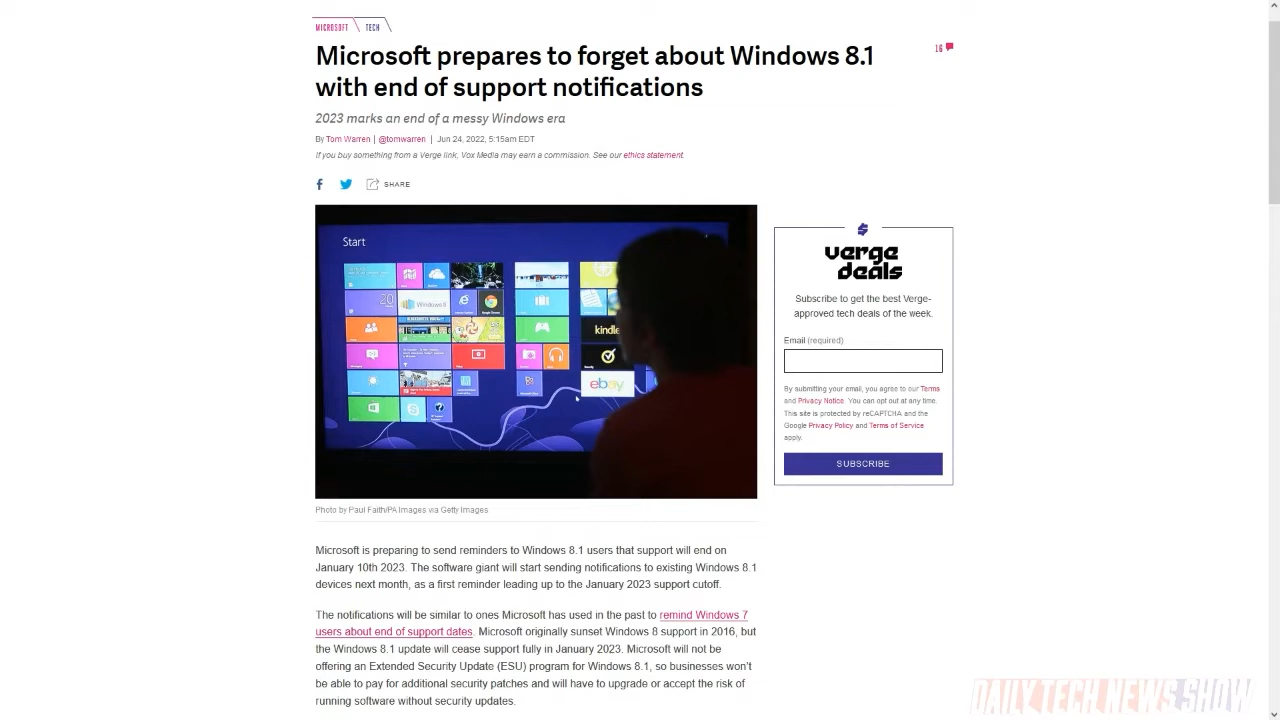 MICROSOFT TECH
Microsoft prepares to forget about Windows 8.1
with end of support notifications
16
2023 marks an end of a messy Windows era
By Tom Warren | @tomwarren | Jun 24, 2022, 5:15am EDT
If you buy something from a Verge link, Vox Media may earn a commission. See our ethics statement.
SHARE
Start
20
Windows 8
kindle
ebay
Photo by Paul Faith/PA Images via Getty Images
verge
deals
Subscribe to get the best Verge-
approved tech deals of the week.
Email (required)
By submitting your email, you agree to our Terms
and Privacy Notice. You can opt out at any time.
This site is protected by reCAPTCHA and the
Google Privacy Policy and Terms of Service
apply.
SUBSCRIBE
Microsoft is preparing to send reminders to Windows 8.1 users that support will end on
January 10th 2023. The software giant will start sending notifications to existing Windows 8.1
devices next month, as a first reminder leading up to the January 2023 support cutoff.
The notifications will be similar to ones Microsoft has used in the past to remind Windows 7
users about end of support dates. Microsoft originally sunset Windows 8 support in 2016, but
the Windows 8.1 update will cease support fully in January 2023. Microsoft will not be
offering an Extended Security Update (ESU) program for Windows 8.1, so businesses won't
be able to pay for additional security patches and will have to upgrade or accept the risk of
running software without security updates.
DAILY TECH NEWS SHOW